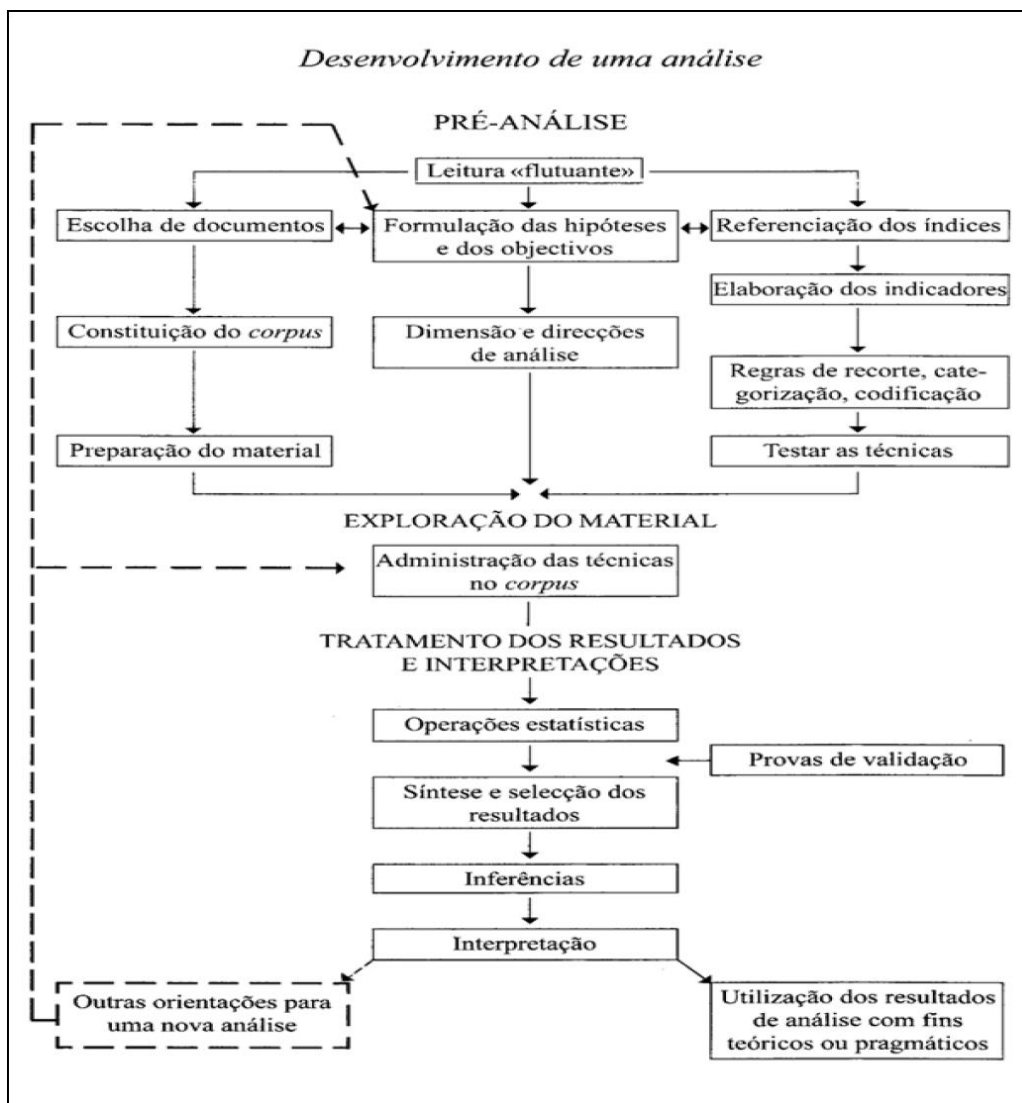 Desenvolvimento de uma análise
PRÉ-ANÁLISE
Leitura «flutuante»
Escolha de documentos
Formulação das hipóteses
e dos objectivos
Referenciação dos índices
Elaboração dos indicadores
Constituição do corpus
Dimensão e direcções
de análise
Regras de recorte, cate-
gorização, codificação
Preparação do material
Testar as técnicas
EXPLORAÇÃO DO MATERIAL
Administração das técnicas
no corpus
TRATAMENTO DOS RESULTADOS
E INTERPRETAÇÕES
Operações estatísticas
Provas de validação
Síntese e selecção dos
resultados
Inferências
Interpretação
Outras orientações para
uma nova análise
Utilização dos resultados
de análise com fins
teóricos ou pragmáticos